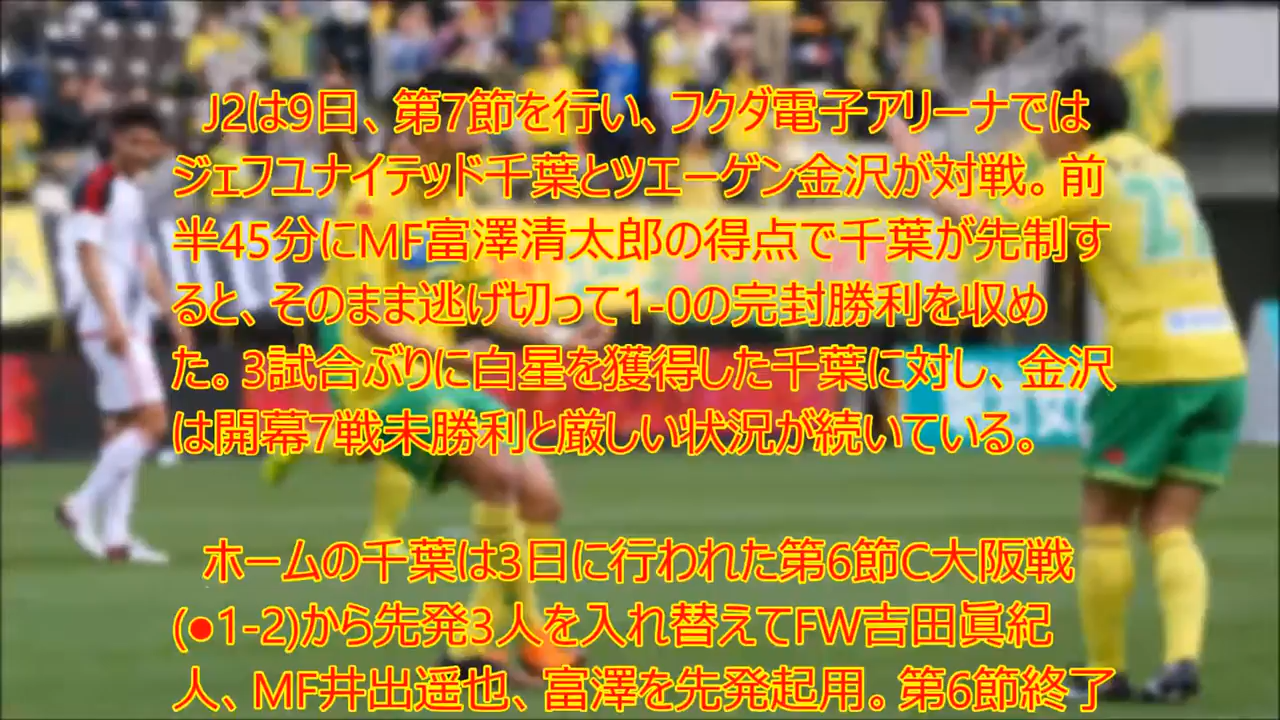 J2は9日、第7節を行い、フクダ電子アリーナでは
ジェフユナイテッド千葉とツエーゲン金沢が対戦。前
半45分にMF富澤清太郎の得点で千葉が先制す
ると、そのまま逃げ切って1-0の完封勝利を収め
た。3試合ぶりに白星を獲得した千葉に対し、金沢
は開幕7戦未勝利と厳しい状況が続いている。
ホームの千葉は3日に行われた第6節C大阪戦
(●1-2)から先発3人を入れ替えてFW吉田眞紀
人、MF井出遥也、富澤を先発起用。第6節終了